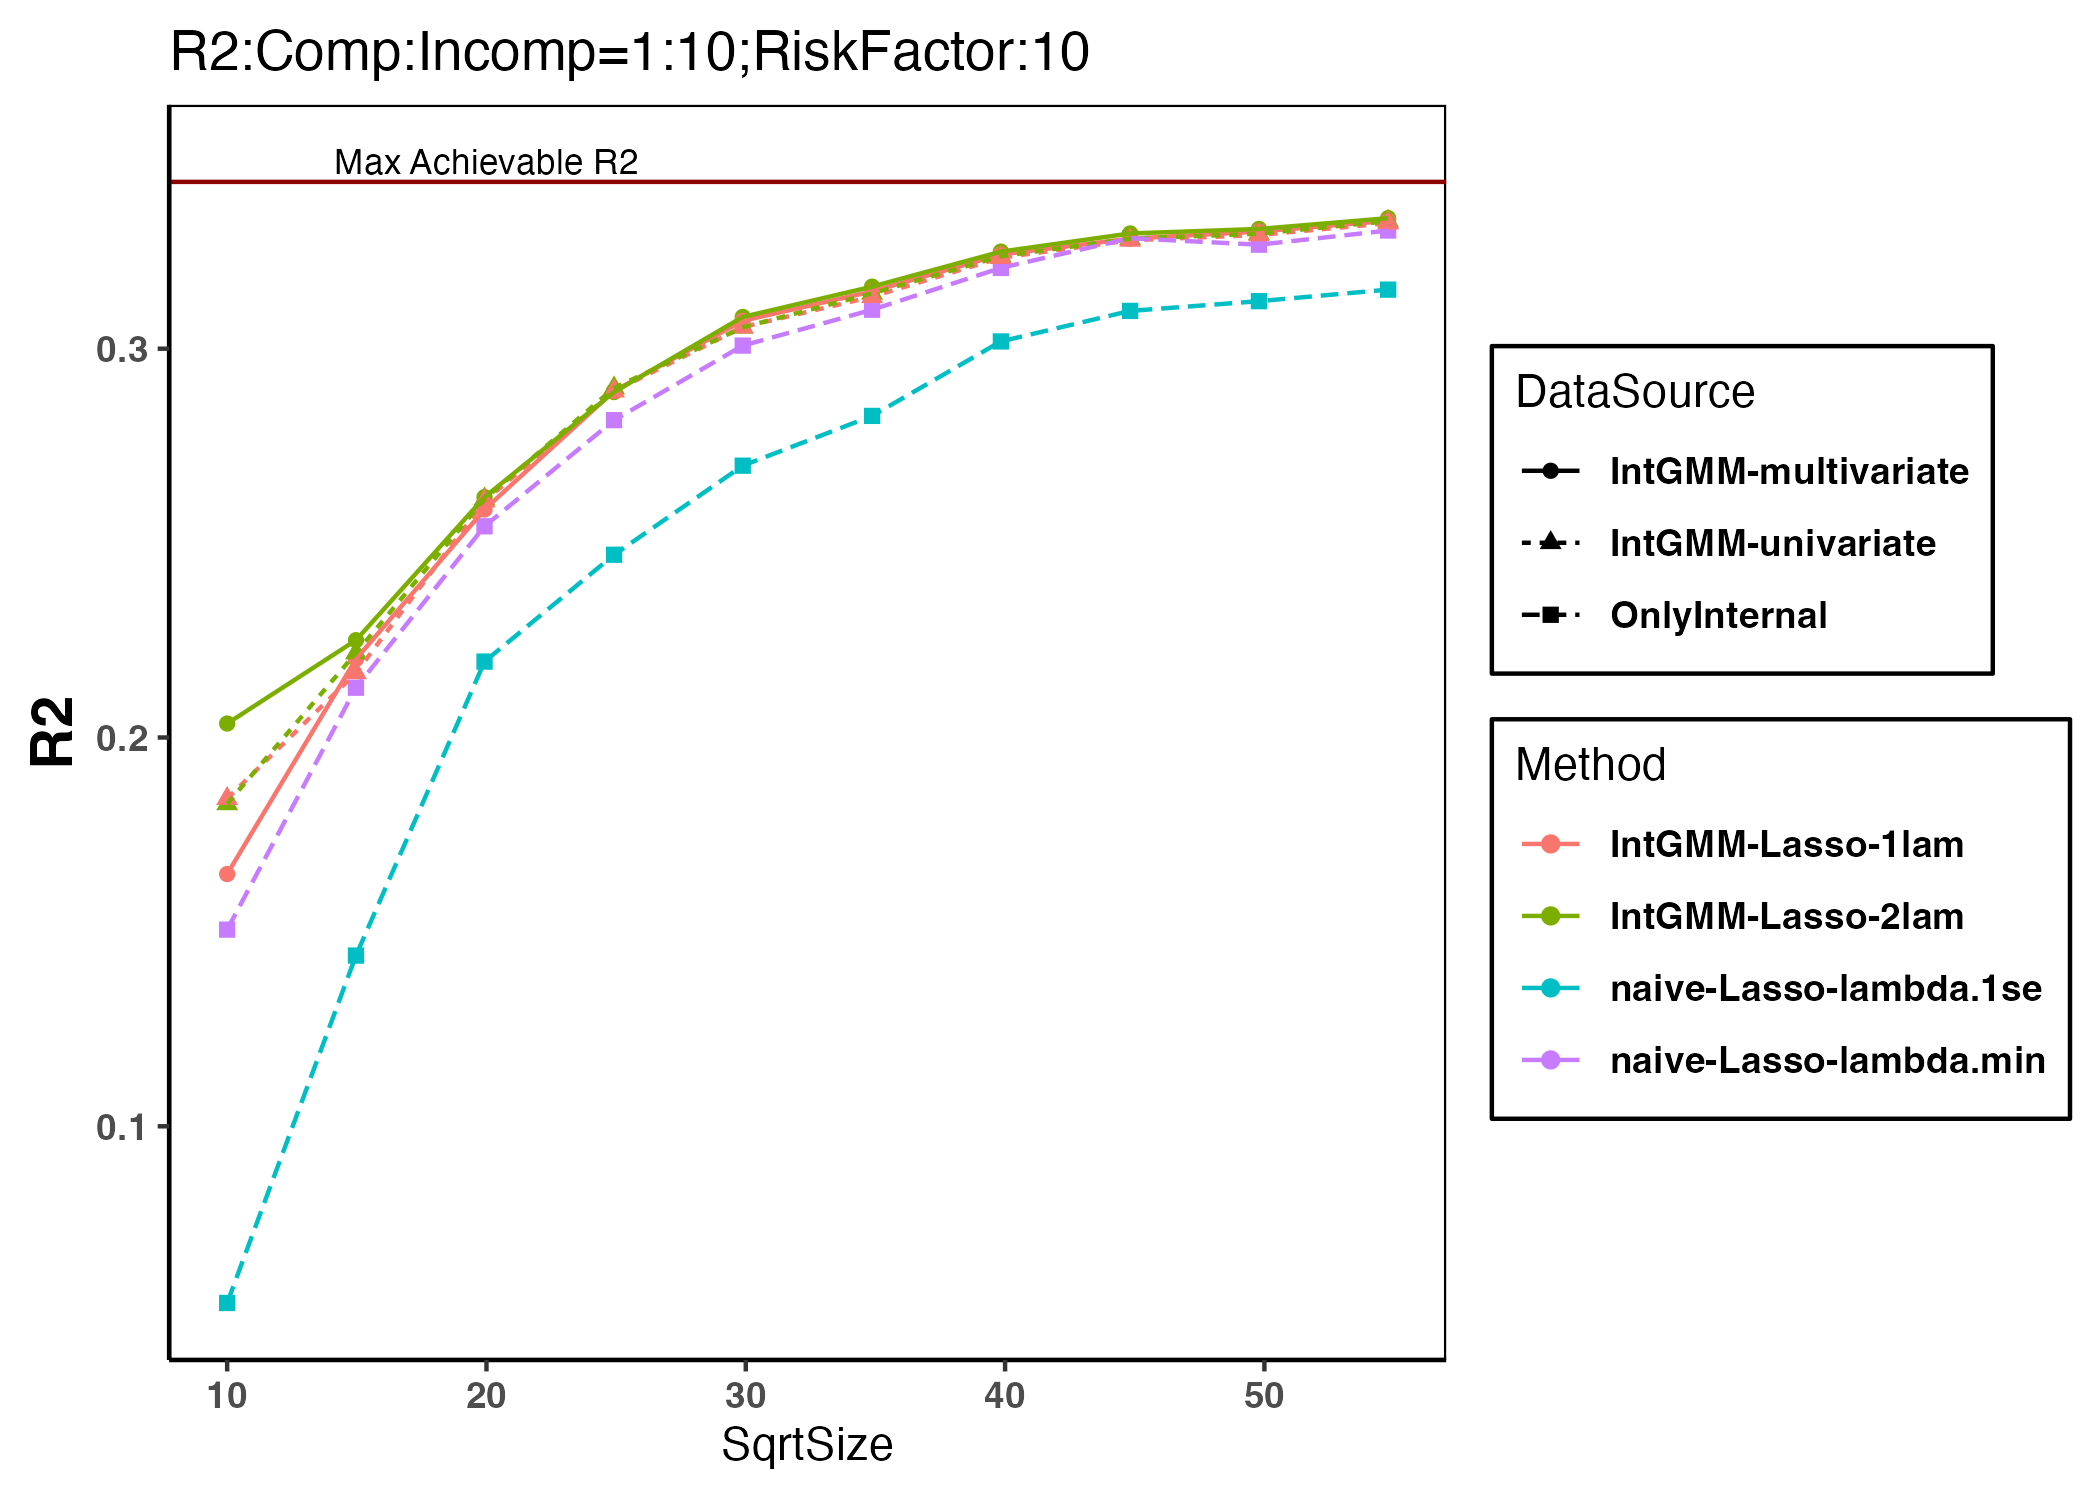 R2:Comp:Incomp=1:10;RiskFactor:10
Max Achievable R2
0.3
0.2
0.1
R2
10 20 30 40 50
SqrtSize
DataSource
IntGMM-multivariate
IntGMM-univariate
OnlyInternal
Method
IntGMM-Lasso-1lam
IntGMM-Lasso-2lam
naive-Lasso-lambda.1se
naive-Lasso-lambda.min